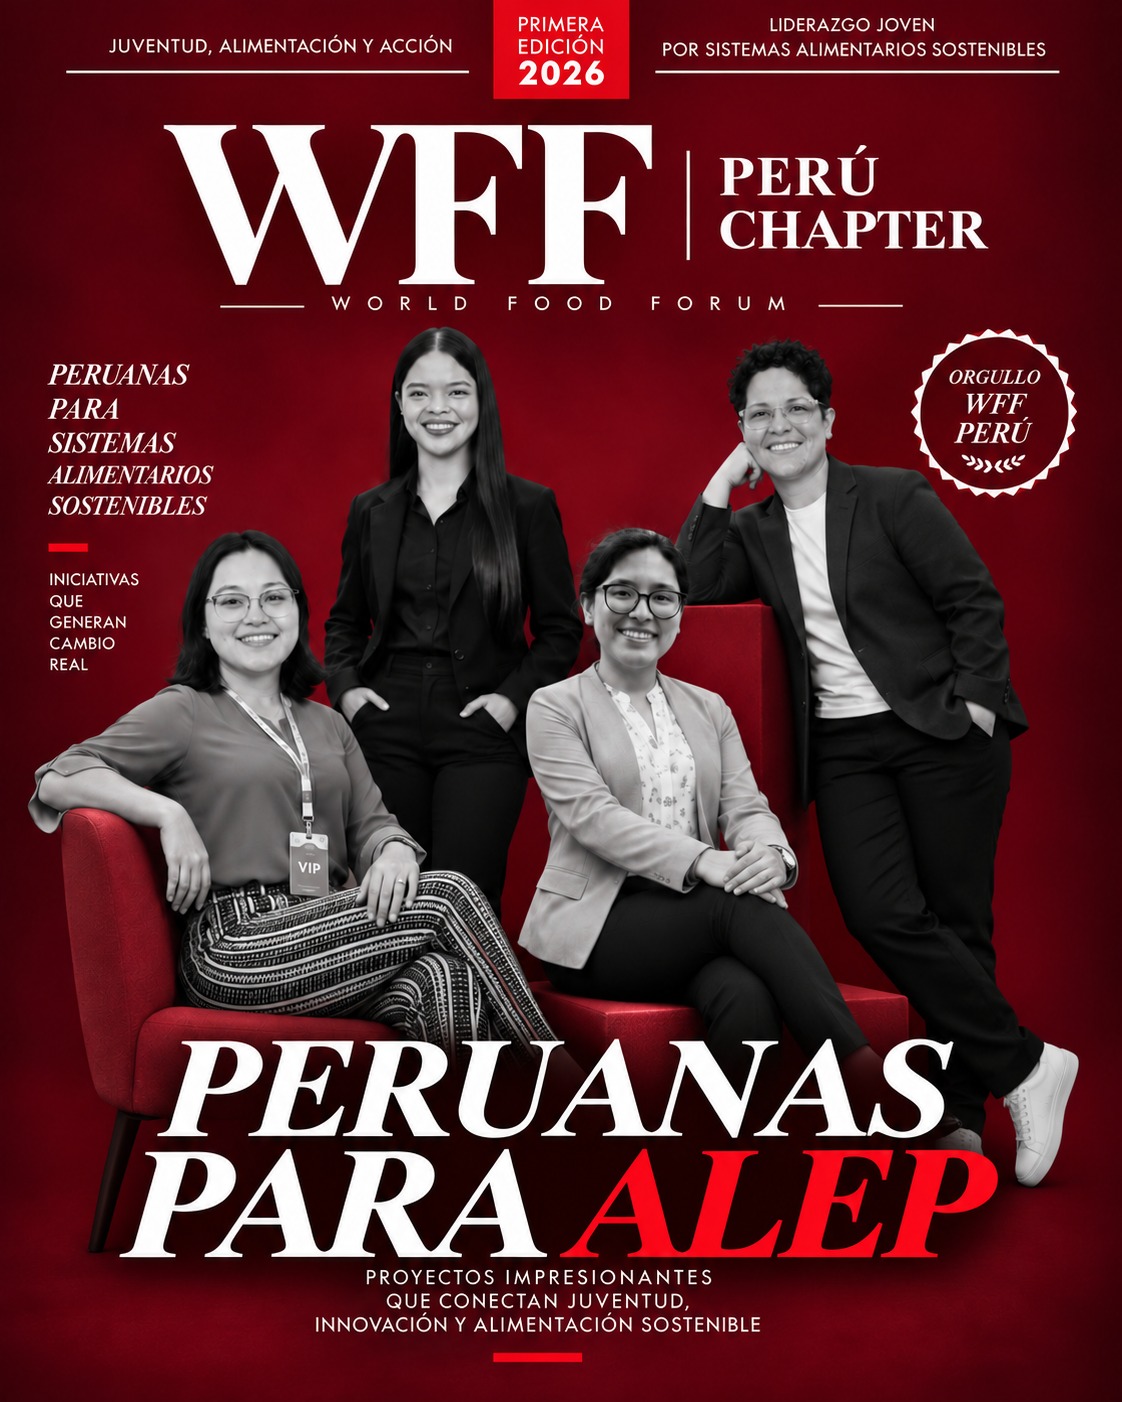 JUVENTUD, ALIMENTACIÓN Y ACCIÓN
PRIMERA
EDICIÓN
2026
LIDERAZGO JOVEN
POR SISTEMAS ALIMENTARIOS SOSTENIBLES
WFF
PERÚ
CHAPTER
WORLD FOOD FORUM
PERUANAS
PARA
SISTEMAS
ALIMENTARIOS
SOSTENIBLES
ORGULLO
WFF
PERÚ
INICIATIVAS
QUE
GENERAN
CAMBIO
REAL
VIP
PERUANAS
PARA ALEP
PROYECTOS IMPRESIONANTES
QUE CONECTAN JUVENTUD,
INNOVACIÓN Y ALIMENTACIÓN SOSTENIBLE